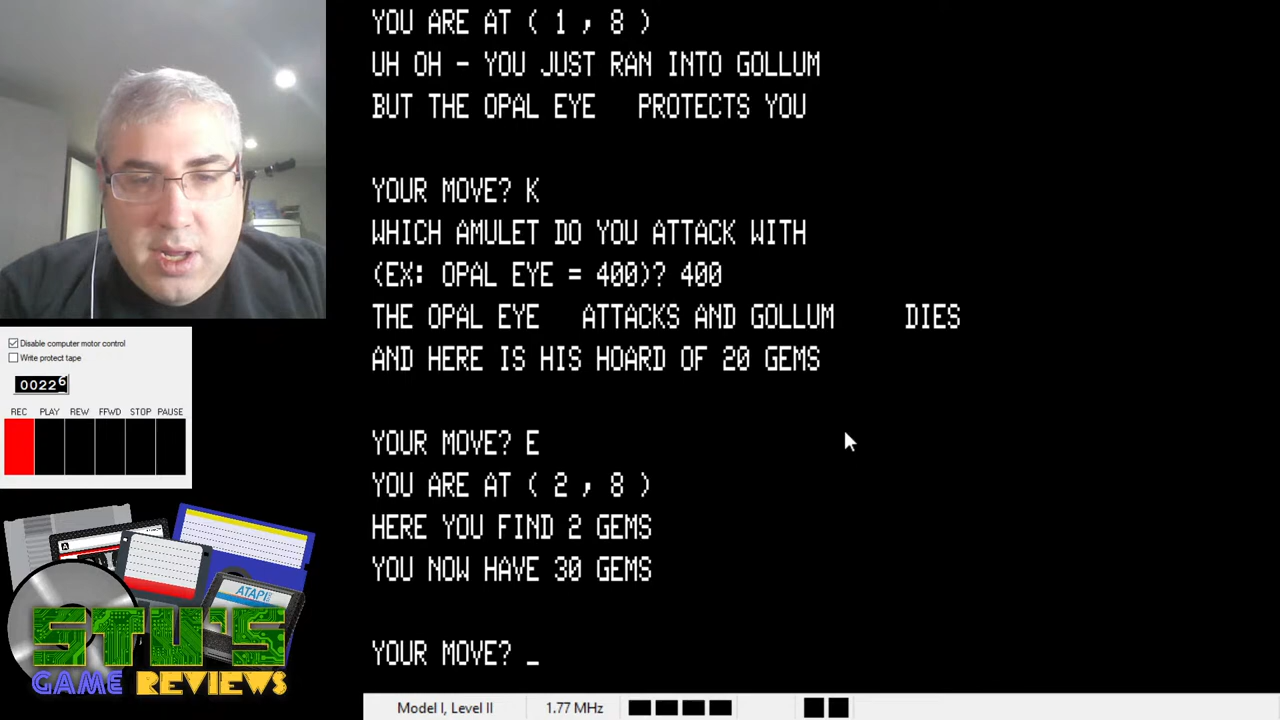 YOU ARE AT ( 1 , 8 )
UH OH - YOU JUST RAN INTO GOLLUM
BUT THE OPAL EYE PROTECTS YOU
YOUR MOVE? K
WHICH AMULET DO YOU ATTACK WITH
(EX: OPAL EYE = 400)? 400
THE OPAL EYE ATTACKS AND GOLLUM DIES
AND HERE IS HIS HOARD OF 20 GEMS
YOUR MOVE? E
YOU ARE AT ( 2 , 8 )
HERE YOU FIND 2 GEMS
YOU NOW HAVE 30 GEMS
YOUR MOVE? _
Disable computer motor control
Write protect tape
00226
REC PLAY REW FFWD STOP PAUSE
A
ATAPI
STU'S
GAME REVIEWS
Model I, Level II 1.77 MHz